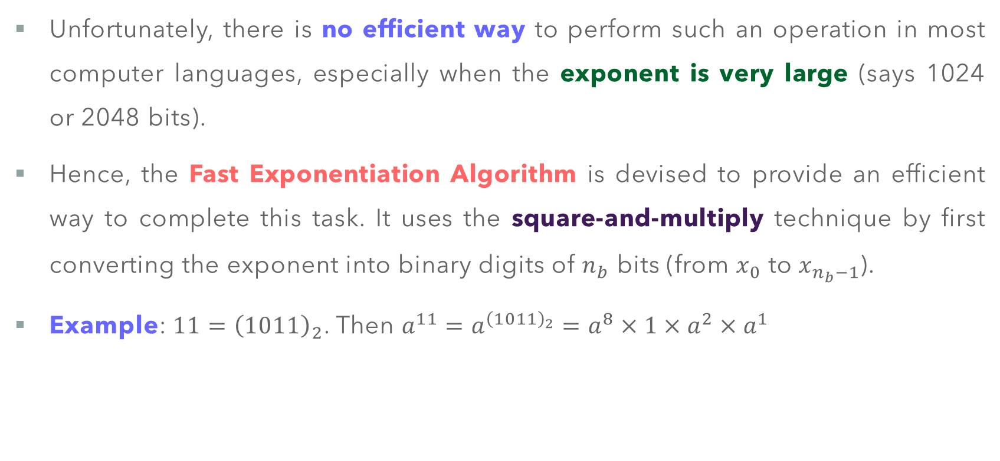 ▪ Unfortunately, there is no efficient way to perform such an operation in most
computer languages, especially when the exponent is very large (says 1024
or 2048 bits).
▪ Hence, the Fast Exponentiation Algorithm is devised to provide an efficient
way to complete this task. It uses the square-and-multiply technique by first
converting the exponent into binary digits of $n_b$ bits (from $x_0$ to $x_{n_b-1}$).
▪ Example: $11 = (1011)_2$. Then $a^{11} = a^{(1011)_2} = a^8 \times 1 \times a^2 \times a^1$